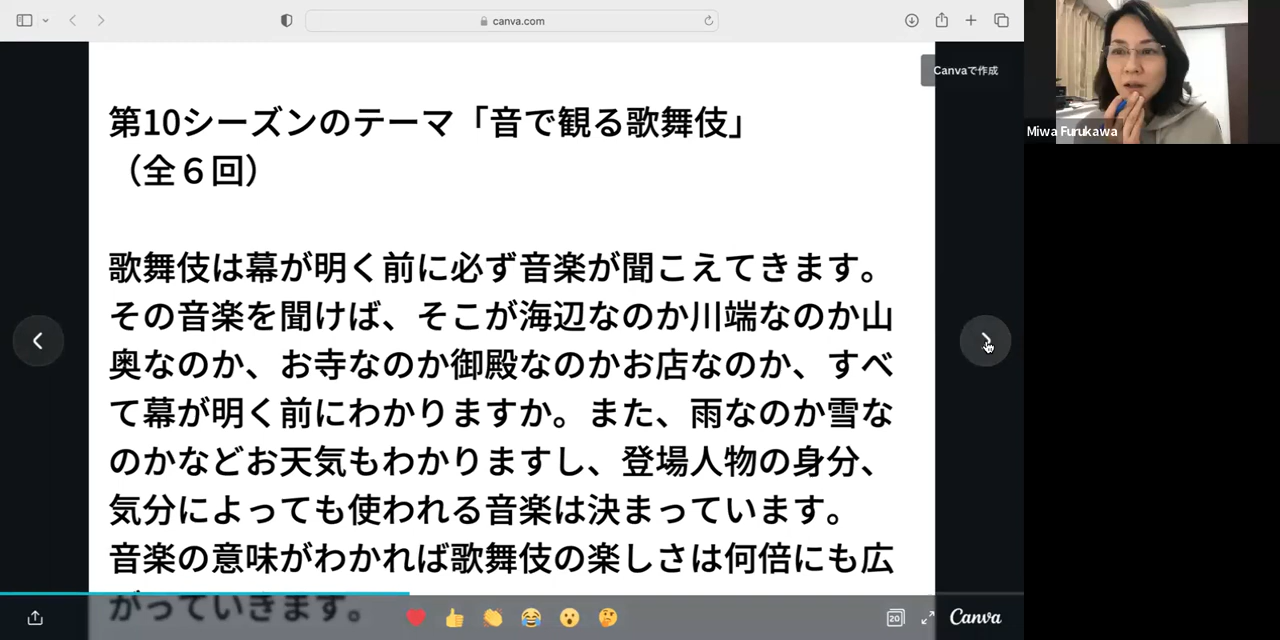 canva.com
Canvaで作成
Miwa Furukawa
第10シーズンのテーマ「音で観る歌舞伎」
（全６回）
歌舞伎は幕が明く前に必ず音楽が聞こえてきます。
その音楽を聞けば、そこが海辺なのか川端なのか山
奥なのか、お寺なのか御殿なのかお店なのか、すべ
て幕が明く前にわかりますか。また、雨なのか雪な
のかなどお天気もわかりますし、登場人物の身分、
気分によっても使われる音楽は決まっています。
音楽の意味がわかれば歌舞伎の楽しさは何倍にも広
がっていきます。
20
Canva